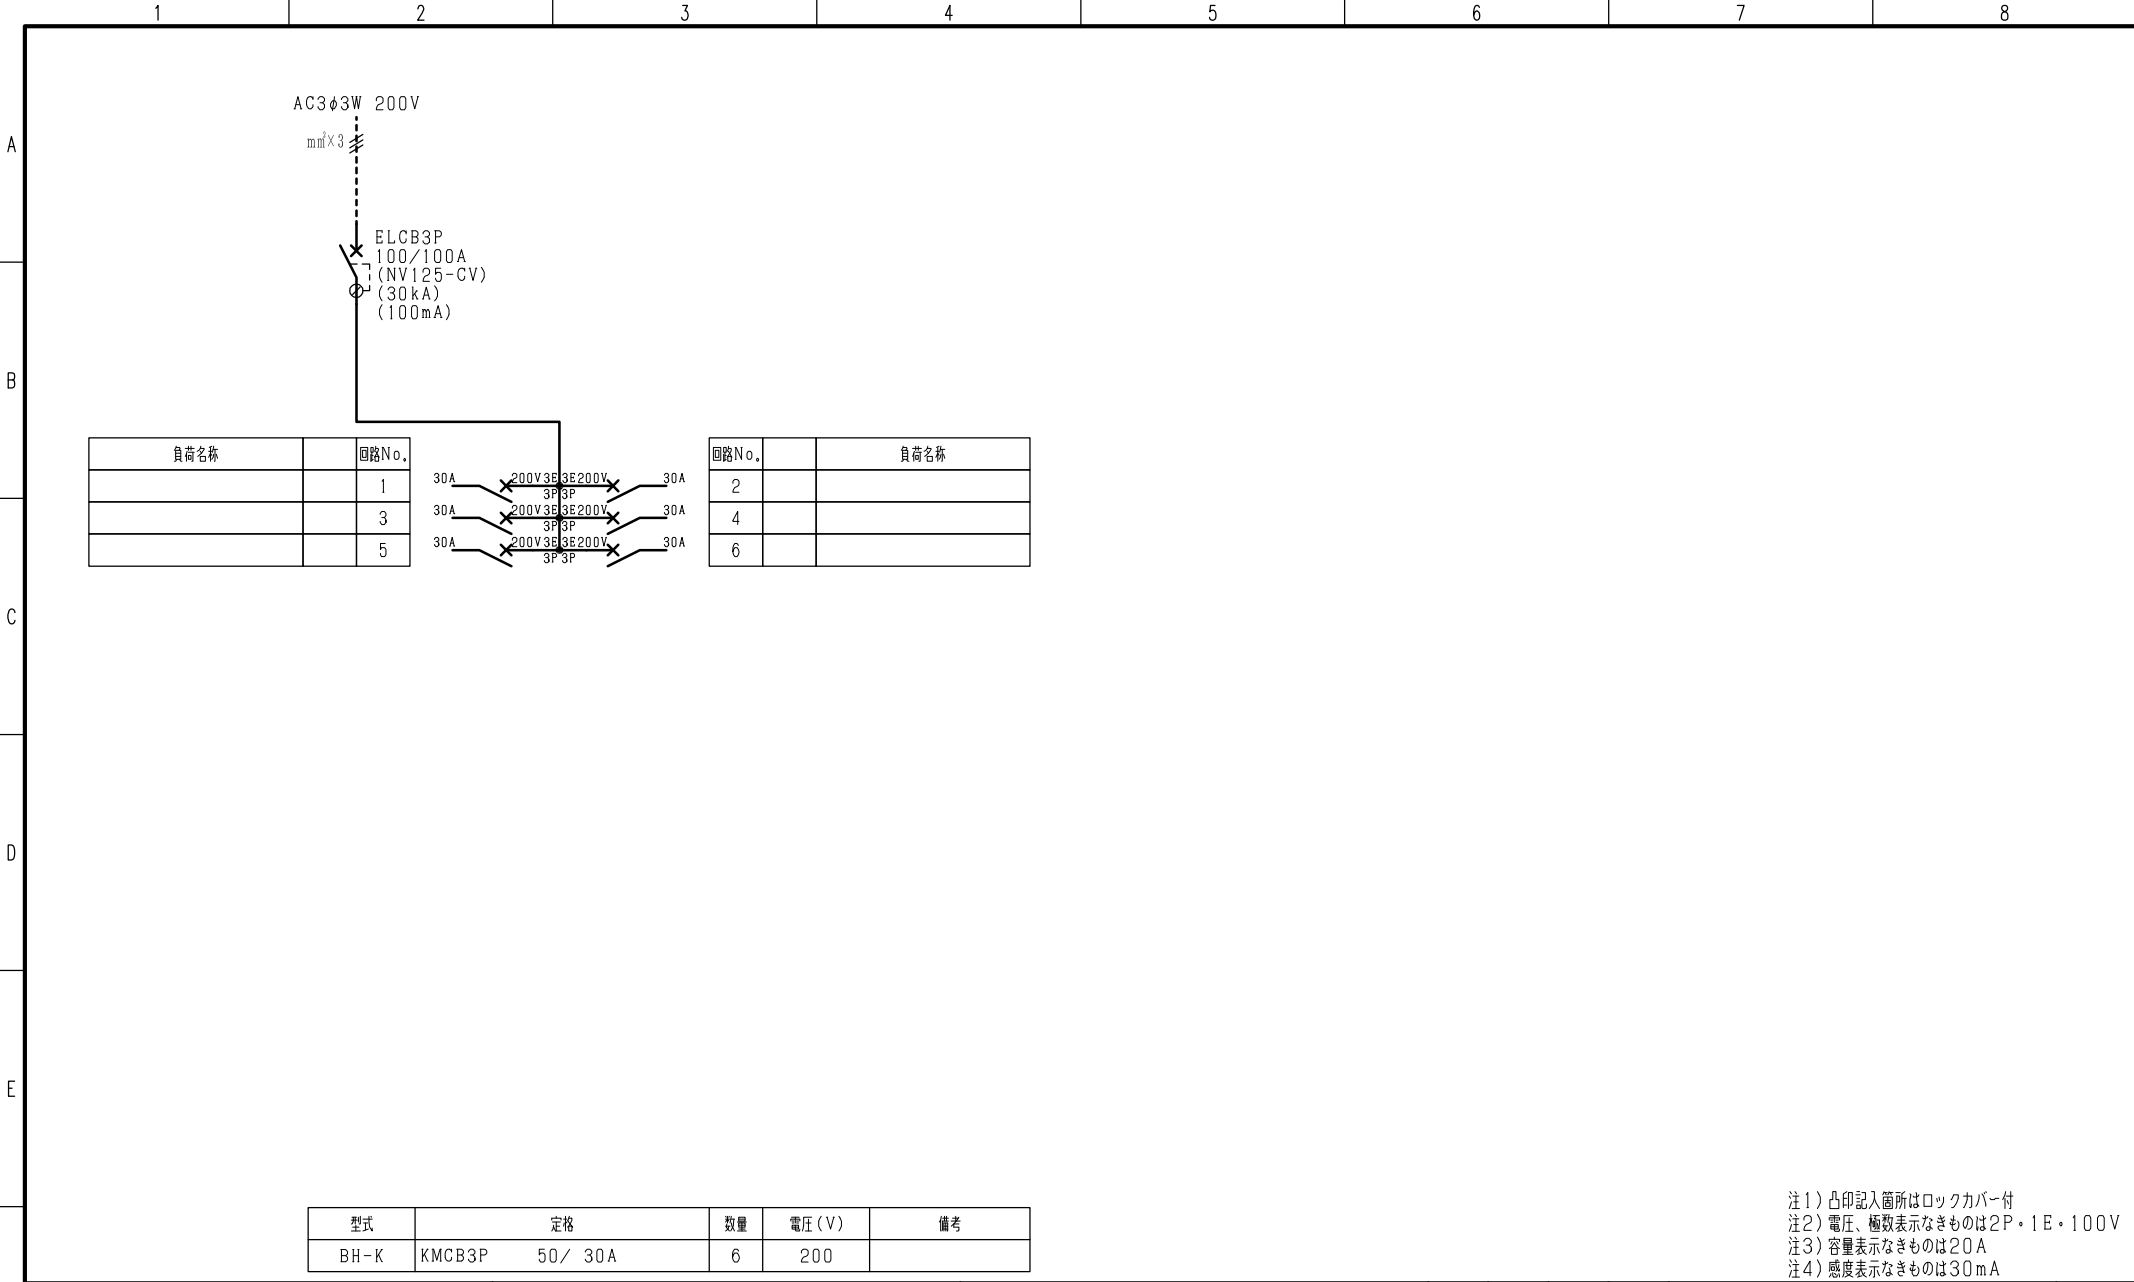 1 2 3 4 5 6 7 8
A
B
C
D
E
AC3φ3W 200V
mm²×3
ELCB3P
100/100A
(NV125-CV)
(30kA)
(100mA)
負荷名称 回路No.
1
3
5
30A 200V 3E 3E 200V 30A
3P 3P
30A 200V 3E 3E 200V 30A
3P 3P
30A 200V 3E 3E 200V 30A
3P 3P
回路No. 負荷名称
2
4
6
型式 定格 数量 電圧(V) 備考
BH-K KMCB3P 50/ 30A 6 200
注1)凸印記入箇所はロックカバー付
注2)電圧、極数表示なきものは2P・1E・100V
注3)容量表示なきものは20A
注4)感度表示なきものは30mA